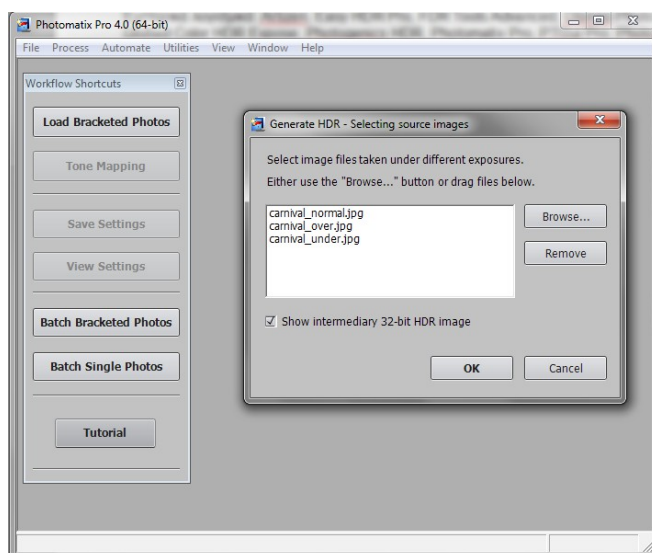 Photomatix Pro 4.0 (64-bit)
File Process Automate Utilities View Window Help
Workflow Shortcuts
Load Bracketed Photos
Tone Mapping
Save Settings
View Settings
Batch Bracketed Photos
Batch Single Photos
Tutorial
Generate HDR - Selecting source images
Select image files taken under different exposures.
Either use the "Browse..." button or drag files below.
carnival_normal.jpg
carnival_over.jpg
carnival_under.jpg
Browse...
Remove
Show intermediary 32-bit HDR image
OK
Cancel